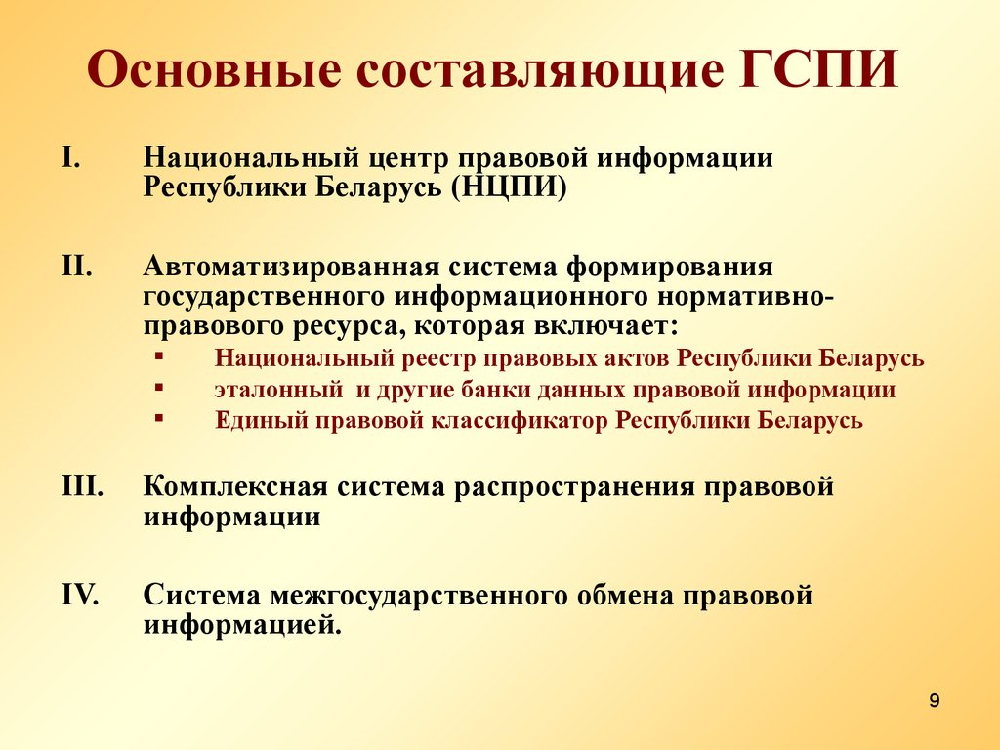 Основные составляющие ГСПИ
I. Национальный центр правовой информации
Республики Беларусь (НЦПИ)
II. Автоматизированная система формирования
государственного информационного нормативно-
правового ресурса, которая включает:
▪ Национальный реестр правовых актов Республики Беларусь
▪ эталонный и другие банки данных правовой информации
▪ Единый правовой классификатор Республики Беларусь
III. Комплексная система распространения правовой
информации
IV. Система межгосударственного обмена правовой
информацией.
9